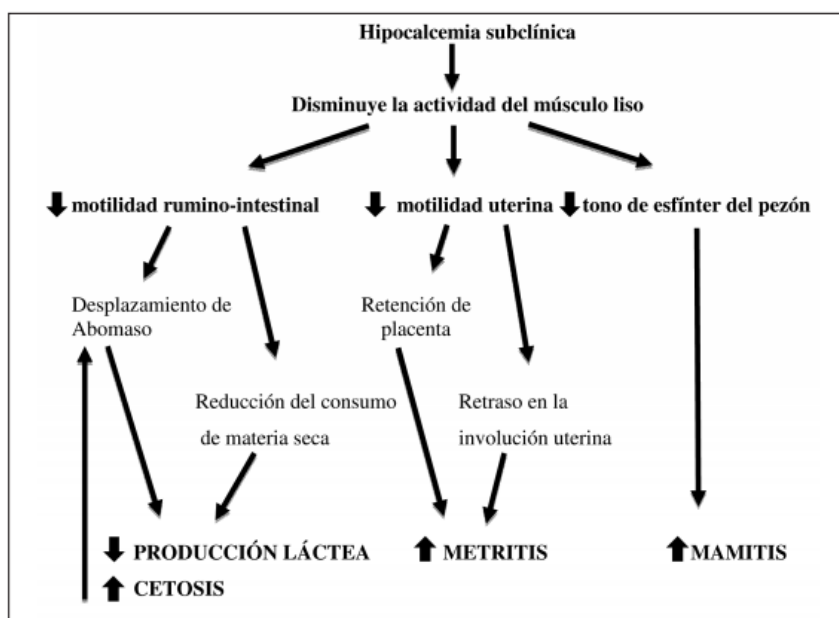 Hipocalcemia subclínica
Disminuye la actividad del músculo liso
motilidad rumino-intestinal
motilidad uterina
tono de esfínter del pezón
Desplazamiento de
Abomaso
Retención de
placenta
Reducción del consumo
de materia seca
Retraso en la
involución uterina
PRODUCCIÓN LÁCTEA
CETOSIS
METRITIS
MAMITIS